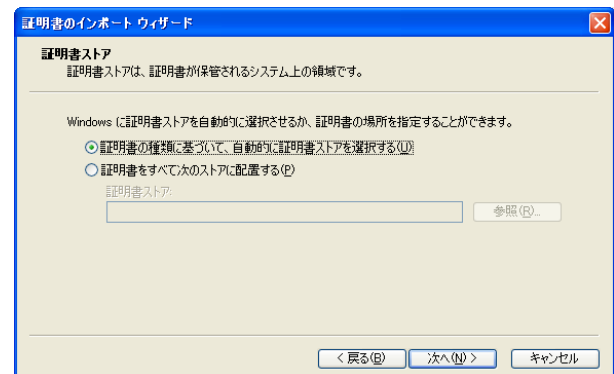 証明書のインポート ウィザード
証明書ストア
証明書ストアは、証明書が保管されるシステム上の領域です。
Windows に証明書ストアを自動的に選択させるか、証明書の場所を指定することができます。
証明書の種類に基づいて、自動的に証明書ストアを選択する(U)
証明書をすべて次のストアに配置する(P)
証明書ストア:
参照(R)...
< 戻る(B) 次へ(N) > キャンセル